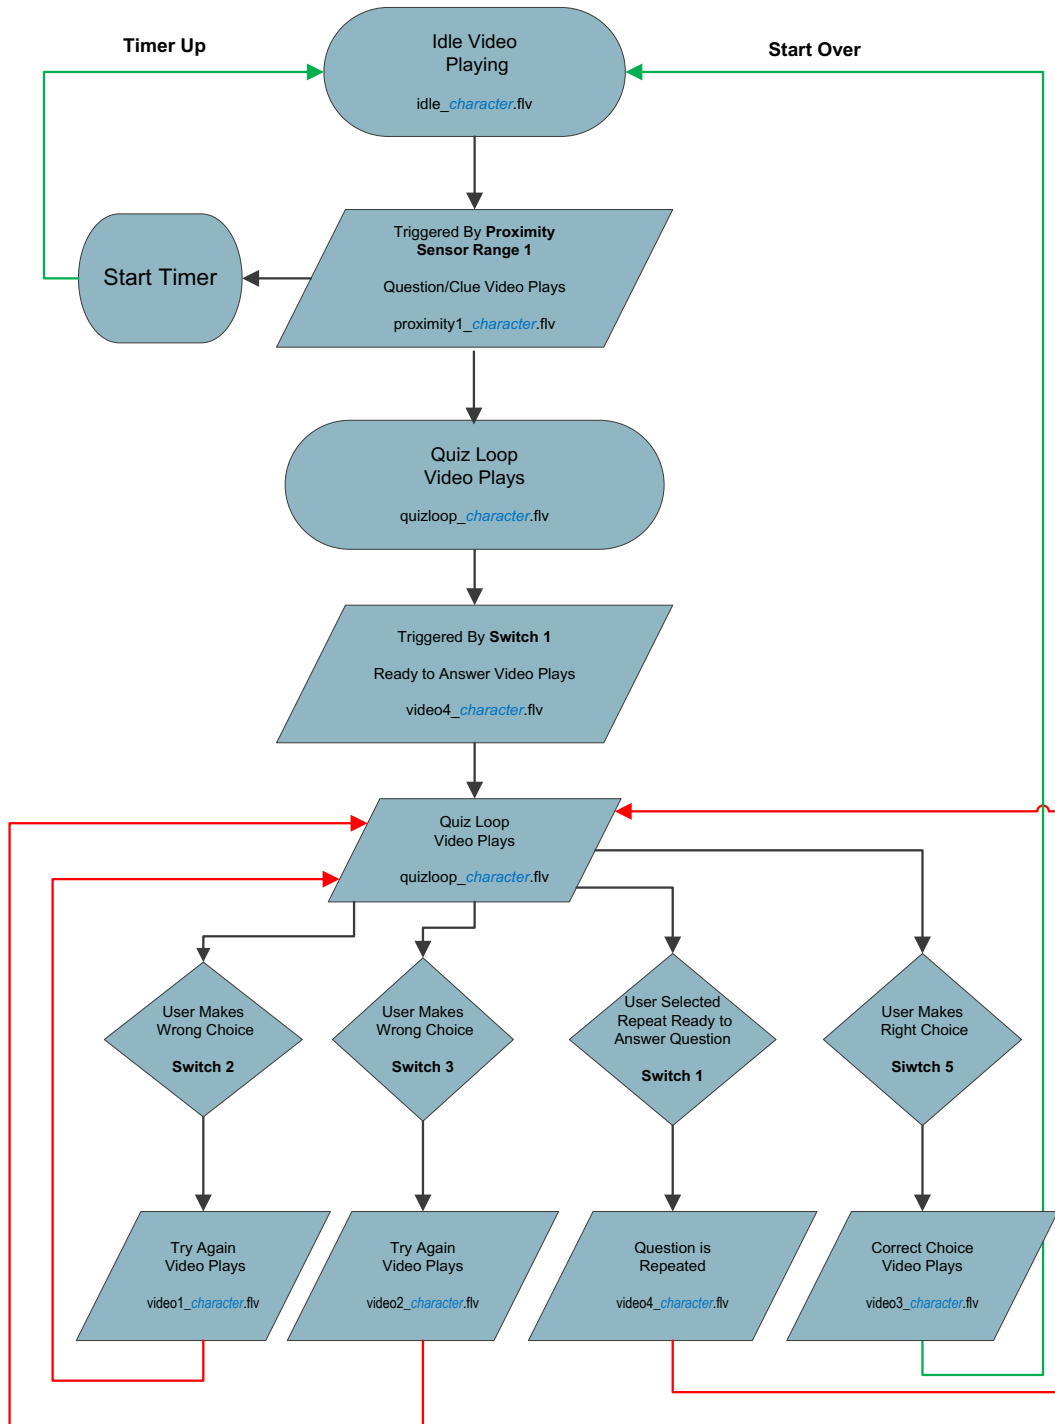 Timer Up
Idle Video
Playing
idle_character.flv
Start Over
Start Timer
Triggered By Proximity
Sensor Range 1
Question/Clue Video Plays
proximity1_character.flv
Quiz Loop
Video Plays
quizloop_character.flv
Triggered By Switch 1
Ready to Answer Video Plays
video4_character.flv
Quiz Loop
Video Plays
quizloop_character.flv
User Makes
Wrong Choice
Switch 2
User Makes
Wrong Choice
Switch 3
User Selected
Repeat Ready to
Answer Question
Switch 1
User Makes
Right Choice
Siwtch 5
Try Again
Video Plays
video1_character.flv
Try Again
Video Plays
video2_character.flv
Question is
Repeated
video4_character.flv
Correct Choice
Video Plays
video3_character.flv